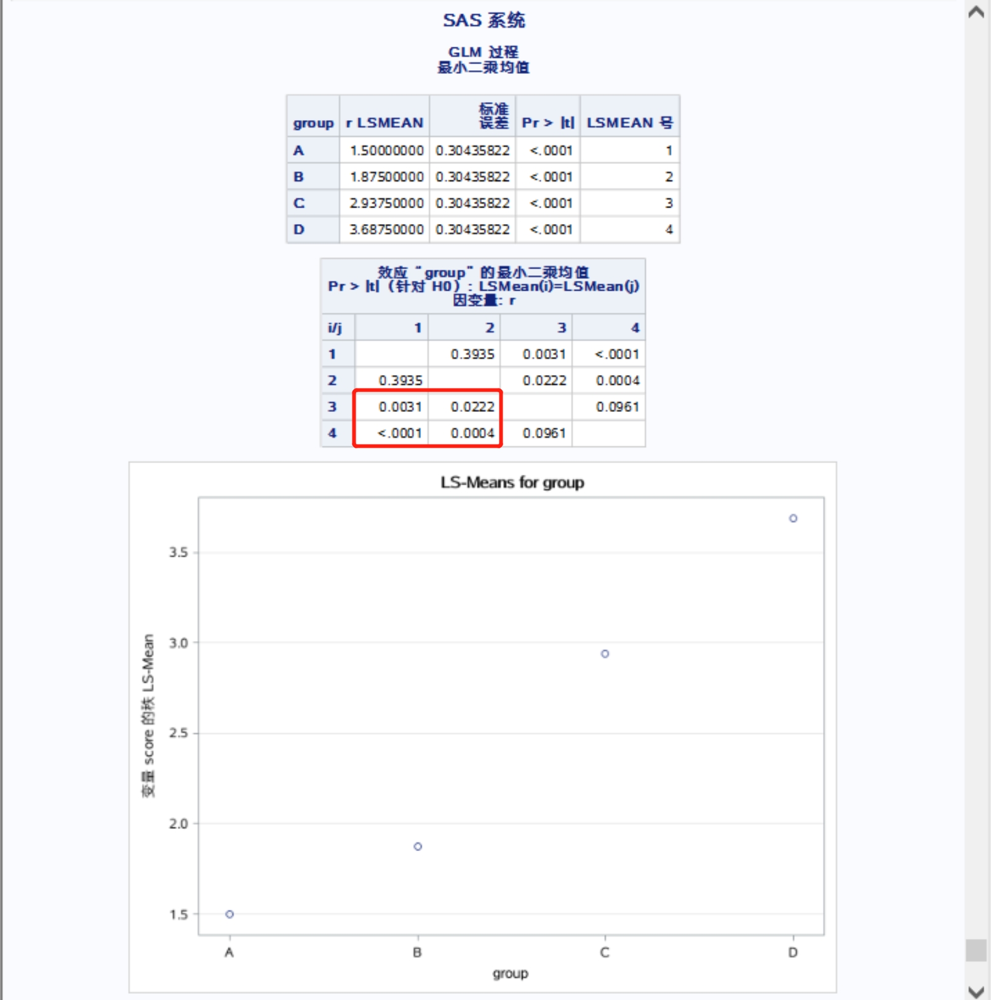 SAS 系统
GLM 过程
最小二乘均值
group r LSMEAN 标准误差 Pr > |t| LSMEAN 号
A 1.50000000 0.30435822 <.0001 1
B 1.87500000 0.30435822 <.0001 2
C 2.93750000 0.30435822 <.0001 3
D 3.68750000 0.30435822 <.0001 4
效应“group”的最小二乘均值
Pr > |t|（针对 H0）: LSMean(i)=LSMean(j)
因变量: r
i/j 1 2 3 4
1 0.3935 0.0031 <.0001
2 0.3935 0.0222 0.0004
3 0.0031 0.0222 0.0961
4 <.0001 0.0004 0.0961
LS-Means for group
变量 score 的秩 LS-Mean
3.5
3.0
2.5
2.0
1.5
A B C D
group